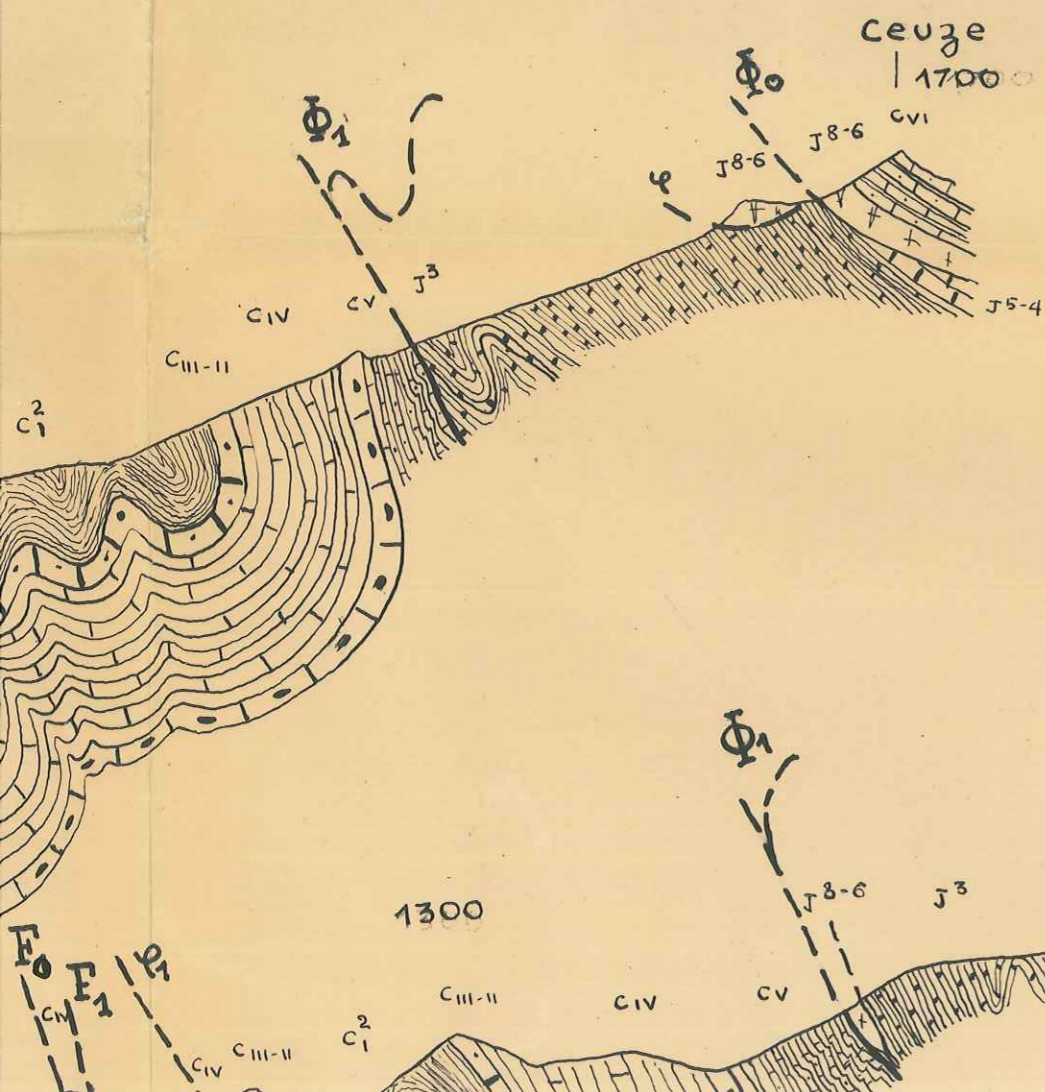 Ceuze
1700
Φ₀
Φ₁
CVI
J⁸⁻⁶
J⁸⁻⁶
φ
J³
CV
CIV
CIII-II
C₁²
J⁵⁻⁴
Φ₁
1300
J⁸⁻⁶
J³
F₀
F₁
φ₁
CIV
CIV
CIII-II
C₁²
CIII-II
CIV
CV